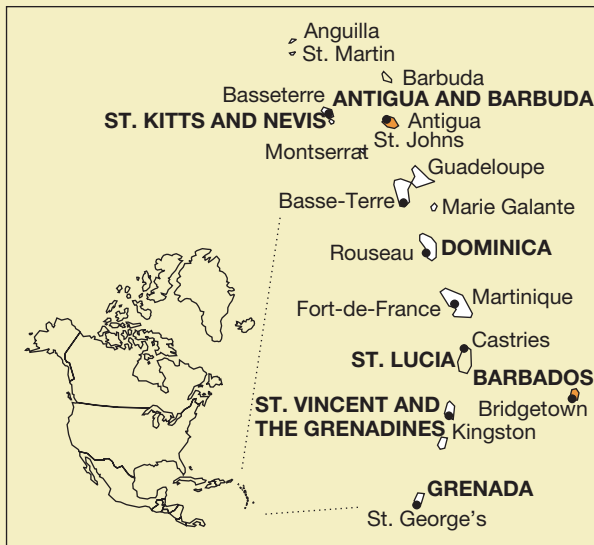 Anguilla
St. Martin
Barbuda
Basseterre
ANTIGUA AND BARBUDA
ST. KITTS AND NEVIS
Antigua
St. Johns
Montserrat
Guadeloupe
Basse-Terre
Marie Galante
Rouseau
DOMINICA
Fort-de-France
Martinique
Castries
ST. LUCIA
BARBADOS
ST. VINCENT AND
THE GRENADINES
Bridgetown
Kingston
GRENADA
St. George's